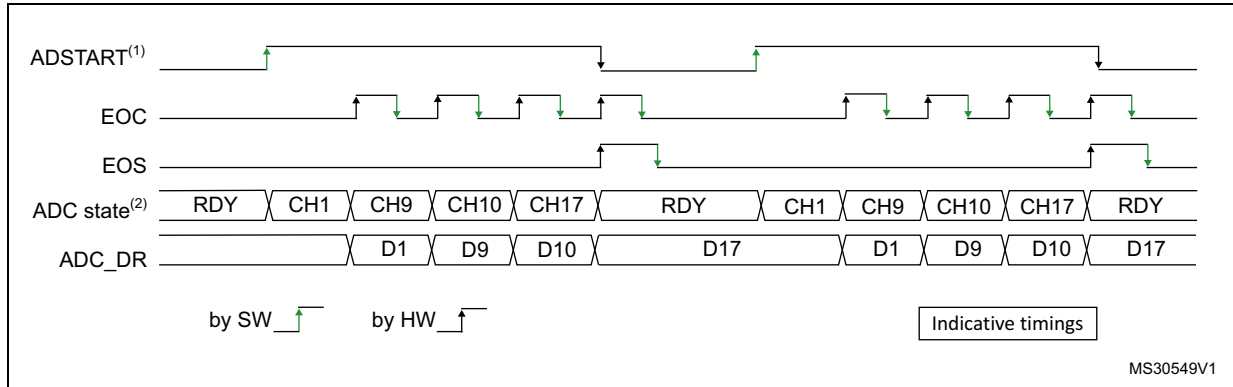 ADSTART(1)
EOC
EOS
ADC state(2) RDY CH1 CH9 CH10 CH17 RDY CH1 CH9 CH10 CH17 RDY
ADC_DR D1 D9 D10 D17 D1 D9 D10 D17
by SW by HW Indicative timings
MS30549V1